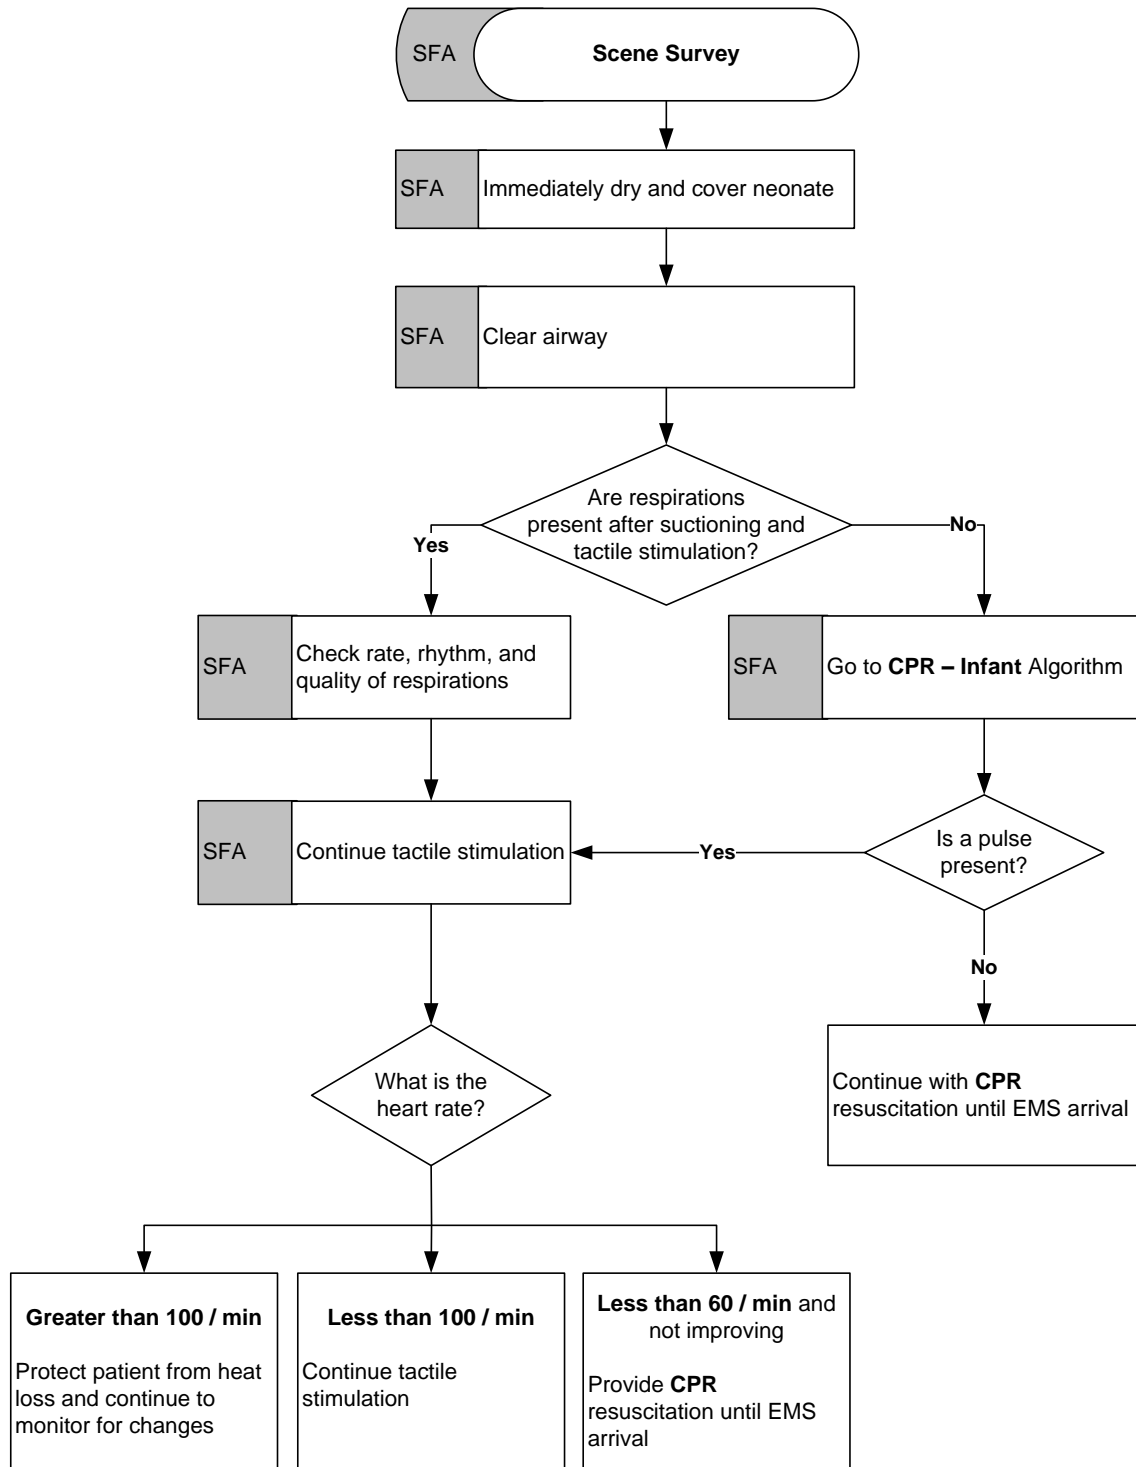 SFA
Scene Survey
SFA
Immediately dry and cover neonate
SFA
Clear airway
Are respirations
present after suctioning and
tactile stimulation?
Yes
No
SFA
Check rate, rhythm, and
quality of respirations
SFA
Go to CPR – Infant Algorithm
SFA
Continue tactile stimulation
Yes
Is a pulse
present?
No
What is the
heart rate?
Continue with CPR
resuscitation until EMS arrival
Greater than 100 / min
Protect patient from heat
loss and continue to
monitor for changes
Less than 100 / min
Continue tactile
stimulation
Less than 60 / min and
not improving
Provide CPR
resuscitation until EMS
arrival